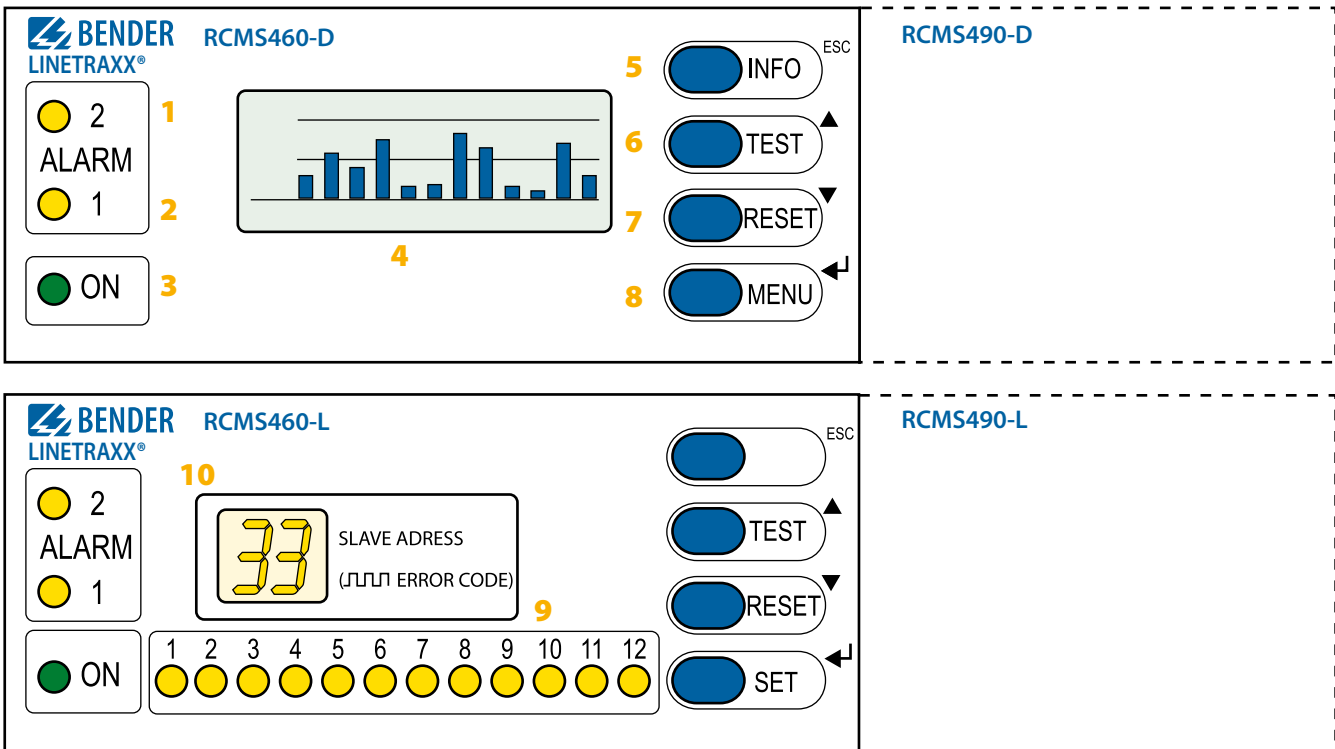 BENDER RCMS460-D
LINETRAXX®
RCMS490-D
2 1
ALARM
1 2
ON 3
4
5 INFO ESC
6 TEST
7 RESET
8 MENU
BENDER RCMS460-L
LINETRAXX®
RCMS490-L
2
ALARM
1
ON
10
33 SLAVE ADRESS
( ERROR CODE)
9
1 2 3 4 5 6 7 8 9 10 11 12
ESC
TEST
RESET
SET